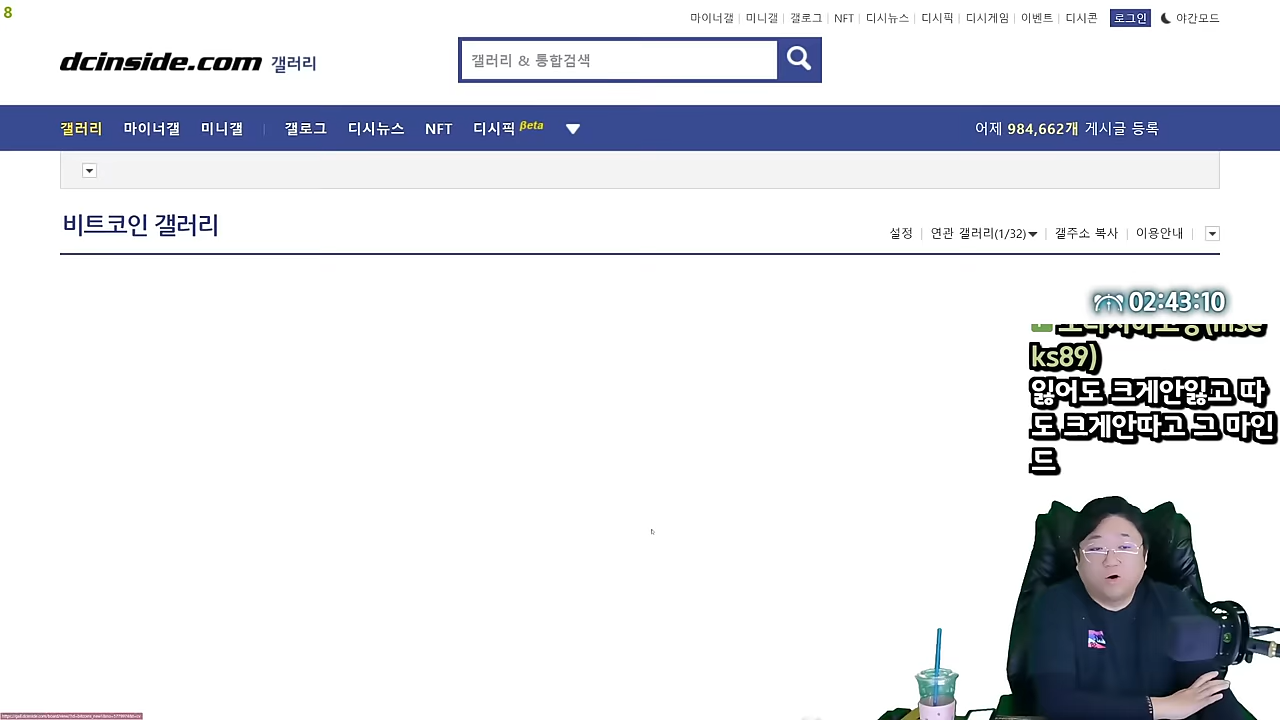 8
마이너갤 미니갤 갤로그 NFT 디시뉴스 디시픽 디시게임 이벤트 디시콘 로그인 야간모드
dcinside.com 갤러리
갤러리 & 통합검색
갤러리 마이너갤 미니갤 갤로그 디시뉴스 NFT 디시픽 βeta
어제 984,662개 게시글 등록
비트코인 갤러리
설정 연관 갤러리(1/32) 갤주소 복사 이용안내
02:43:10
ks89)
잃어도 크게안잃고 따
도 크게안따고 그 마인
드